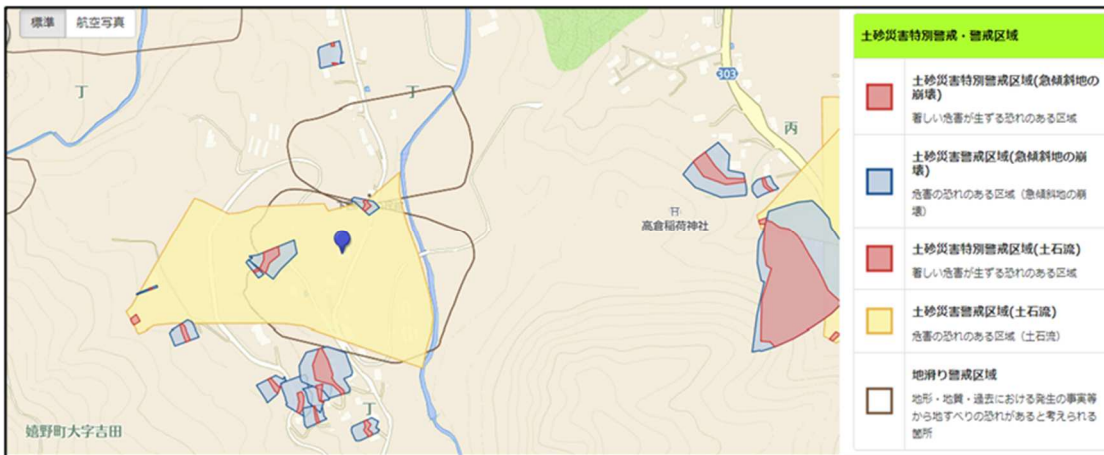 標準 航空写真
丁
丁
303
丙
高倉稲荷神社
丁
嬉野町大字吉田
土砂災害特別警戒・警戒区域
土砂災害特別警戒区域(急傾斜地の
崩壊)
著しい危害が生ずる恐れのある区域
土砂災害警戒区域(急傾斜地の崩
壊)
危害の恐れのある区域（急傾斜地の崩
壊）
土砂災害特別警戒区域(土石流)
著しい危害が生ずる恐れのある区域
土砂災害警戒区域(土石流)
危害の恐れのある区域（土石流）
地滑り警戒区域
地形・地質・過去における発生の事実等
から地すべりの恐れがあると考えられる
箇所